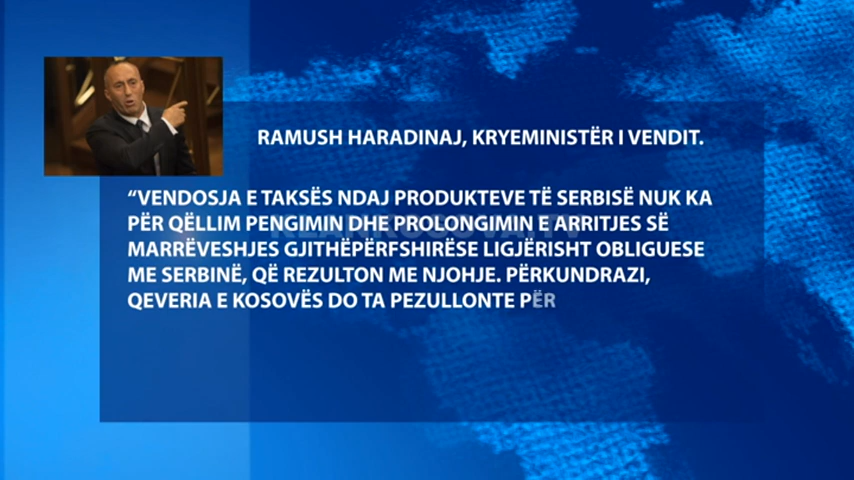 RAMUSH HARADINAJ, KRYEMINISTËR I VENDIT.
“VENDOSJA E TAKSËS NDAJ PRODUKTEVE TË SERBISË NUK KA
PËR QËLLIM PENGIMIN DHE PROLONGIMIN E ARRITJES SË
MARRËVESHJES GJITHËPËRFSHIRËSE LIGJËRISHT OBLIGUESE
ME SERBINË, QË REZULTON ME NJOHJE. PËRKUNDRAZI,
QEVERIA E KOSOVËS DO TA PEZULLONTE PËR